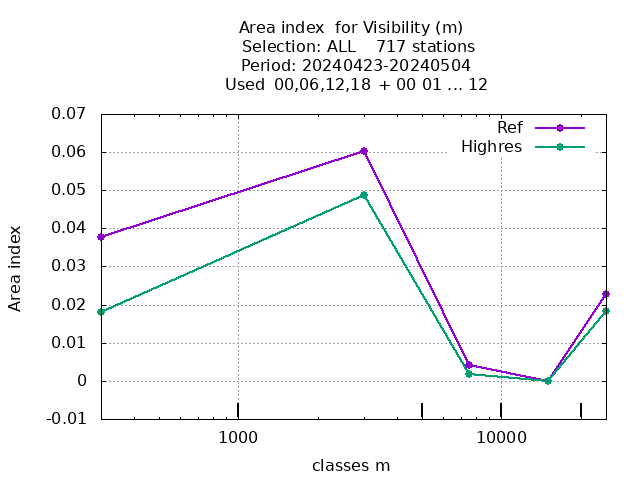 Area index  for Visibility (m)
Selection: ALL    717 stations
Period: 20240423-20240504
Used  00,06,12,18  + 00 01 ... 12
0.07
0.06
0.05
0.04
0.03
0.02
0.01
0
-0.01
Area index
Ref
Highres
1000
10000
classes m